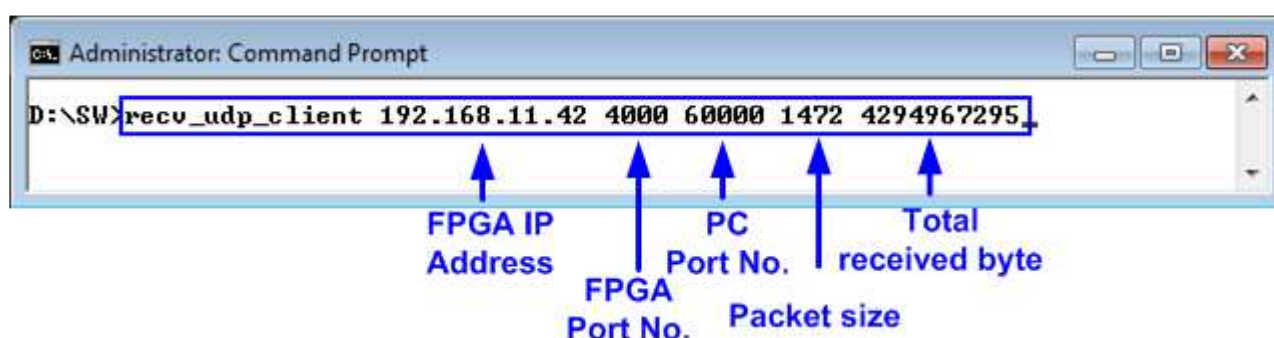 Administrator: Command Prompt
D:\SW>recv_udp_client 192.168.11.42 4000 60000 1472 4294967295
FPGA IP
Address
FPGA
Port No.
PC
Port No.
Packet size
Total
received byte